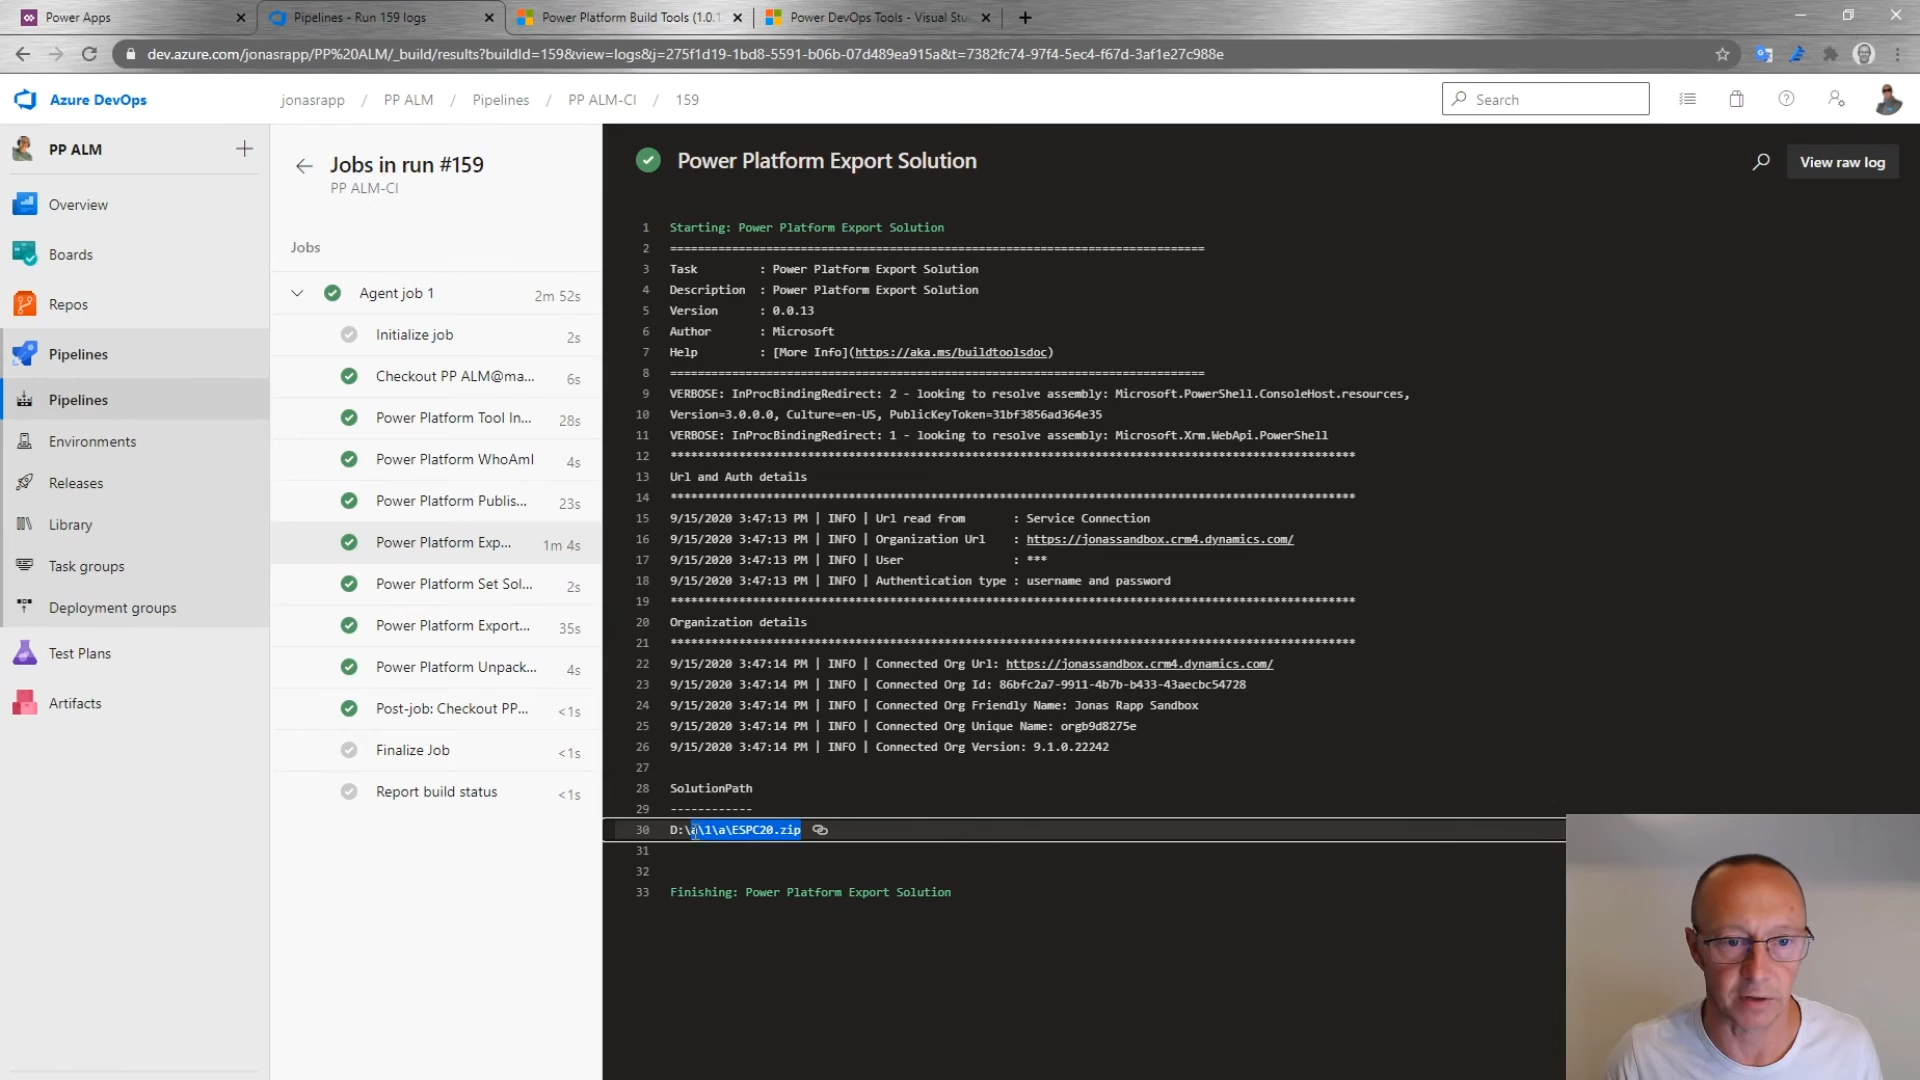 Power Apps
Pipelines - Run 159 logs
Power Platform Build Tools (1.0.1
Power DevOps Tools - Visual Stu
dev.azure.com/jonasrapp/PP%20ALM/_build/results?buildId=159&view=logs&j=275f1d19-1bd8-5591-b06b-07d489ea915a&t=7382fc74-97f4-5ec4-f67d-3af1e27c988e
Azure DevOps
jonasrapp / PP ALM / Pipelines / PP ALM-CI / 159
Search
PP ALM
Overview
Boards
Repos
Pipelines
Pipelines
Environments
Releases
Library
Task groups
Deployment groups
Test Plans
Artifacts
Jobs in run #159
PP ALM-CI
Jobs
Agent job 1 2m 52s
Initialize job 2s
Checkout PP ALM@ma... 6s
Power Platform Tool In... 28s
Power Platform WhoAmI 4s
Power Platform Publis... 23s
Power Platform Exp... 1m 4s
Power Platform Set Sol... 2s
Power Platform Export... 35s
Power Platform Unpack... 4s
Post-job: Checkout PP... <1s
Finalize Job <1s
Report build status <1s
Power Platform Export Solution
View raw log
1 Starting: Power Platform Export Solution
2 ==============================================================================
3 Task : Power Platform Export Solution
4 Description : Power Platform Export Solution
5 Version : 0.0.13
6 Author : Microsoft
7 Help : [More Info](https://aka.ms/buildtoolsdoc)
8 ==============================================================================
9 VERBOSE: InProcBindingRedirect: 2 - looking to resolve assembly: Microsoft.PowerShell.ConsoleHost.resources,
10 Version=3.0.0.0, Culture=en-US, PublicKeyToken=31bf3856ad364e35
11 VERBOSE: InProcBindingRedirect: 1 - looking to resolve assembly: Microsoft.Xrm.WebApi.PowerShell
12 ****************************************************************************************************
13 Url and Auth details
14 ****************************************************************************************************
15 9/15/2020 3:47:13 PM | INFO | Url read from : Service Connection
16 9/15/2020 3:47:13 PM | INFO | Organization Url : https://jonassandbox.crm4.dynamics.com/
17 9/15/2020 3:47:13 PM | INFO | User : ***
18 9/15/2020 3:47:13 PM | INFO | Authentication type : username and password
19 ****************************************************************************************************
20 Organization details
21 ****************************************************************************************************
22 9/15/2020 3:47:14 PM | INFO | Connected Org Url: https://jonassandbox.crm4.dynamics.com/
23 9/15/2020 3:47:14 PM | INFO | Connected Org Id: 86bfc2a7-9911-4b7b-b433-43aecbc54728
24 9/15/2020 3:47:14 PM | INFO | Connected Org Friendly Name: Jonas Rapp Sandbox
25 9/15/2020 3:47:14 PM | INFO | Connected Org Unique Name: orgb9d8275e
26 9/15/2020 3:47:14 PM | INFO | Connected Org Version: 9.1.0.22242
27
28 SolutionPath
29 ------------
30 D:\a\1\a\ESPC20.zip
31
32
33 Finishing: Power Platform Export Solution